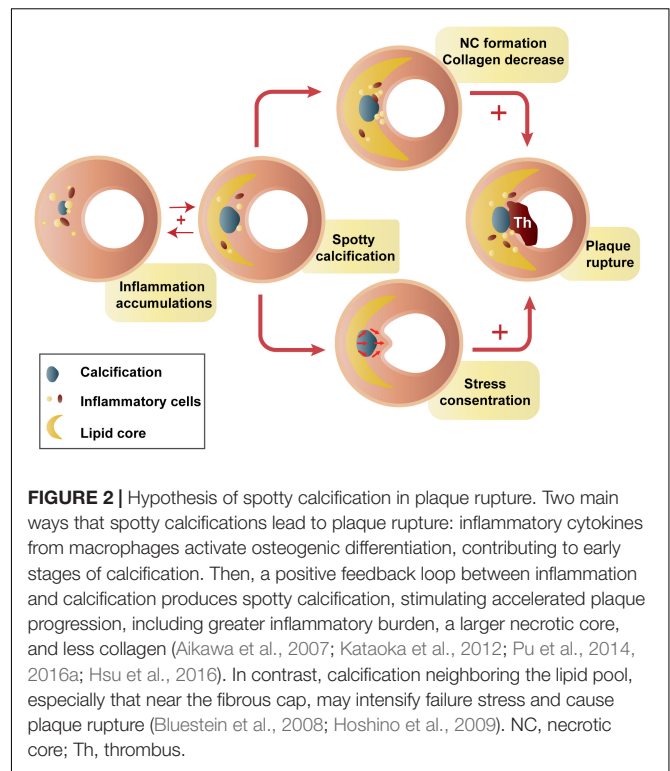 NC formation
Collagen decrease
+
+
Th
Spotty
calcification
Plaque
rupture
Inflammation
accumulations
+
Stress
consentration
Calcification
Inflammatory cells
Lipid core
FIGURE 2 | Hypothesis of spotty calcification in plaque rupture. Two main
ways that spotty calcifications lead to plaque rupture: inflammatory cytokines
from macrophages activate osteogenic differentiation, contributing to early
stages of calcification. Then, a positive feedback loop between inflammation
and calcification produces spotty calcification, stimulating accelerated plaque
progression, including greater inflammatory burden, a larger necrotic core,
and less collagen (Aikawa et al., 2007; Kataoka et al., 2012; Pu et al., 2014,
2016a; Hsu et al., 2016). In contrast, calcification neighboring the lipid pool,
especially that near the fibrous cap, may intensify failure stress and cause
plaque rupture (Bluestein et al., 2008; Hoshino et al., 2009). NC, necrotic
core; Th, thrombus.